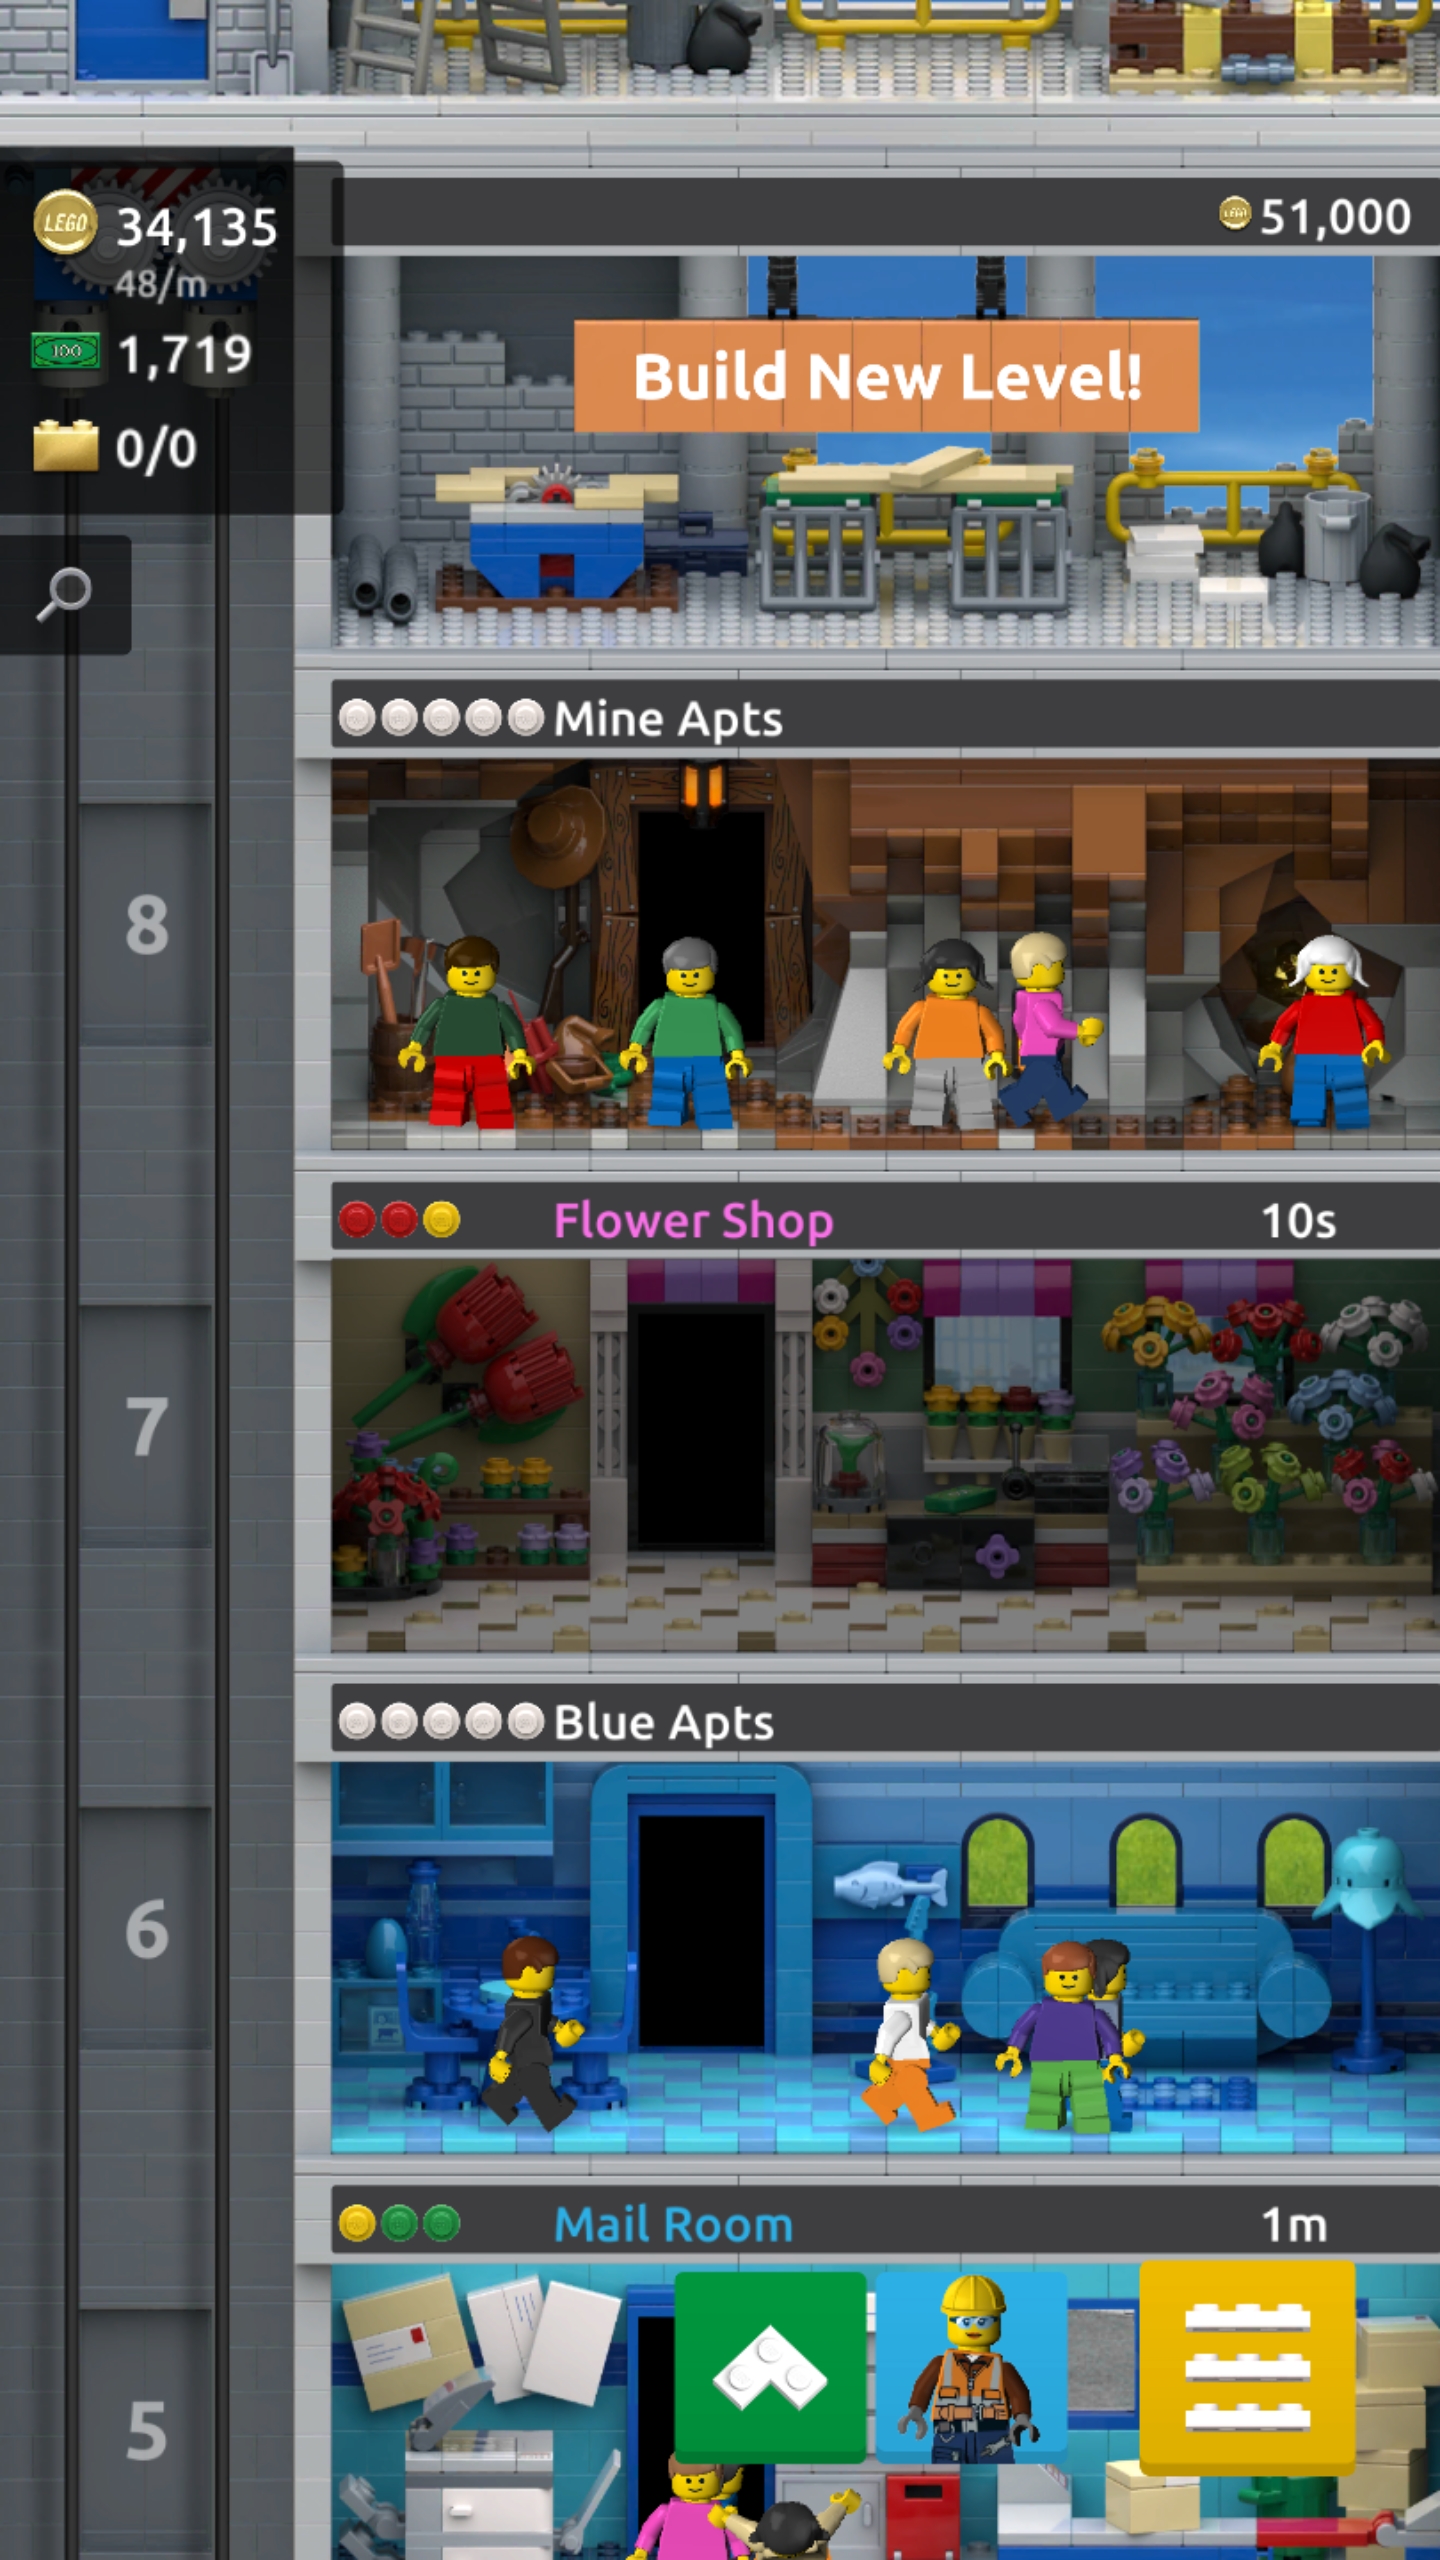 LEGO 34,135
51,000
48/m
100 1,719
Build New Level!
0/0
Mine Apts
8
Flower Shop 10s
7
Blue Apts
6
Mail Room 1m
5